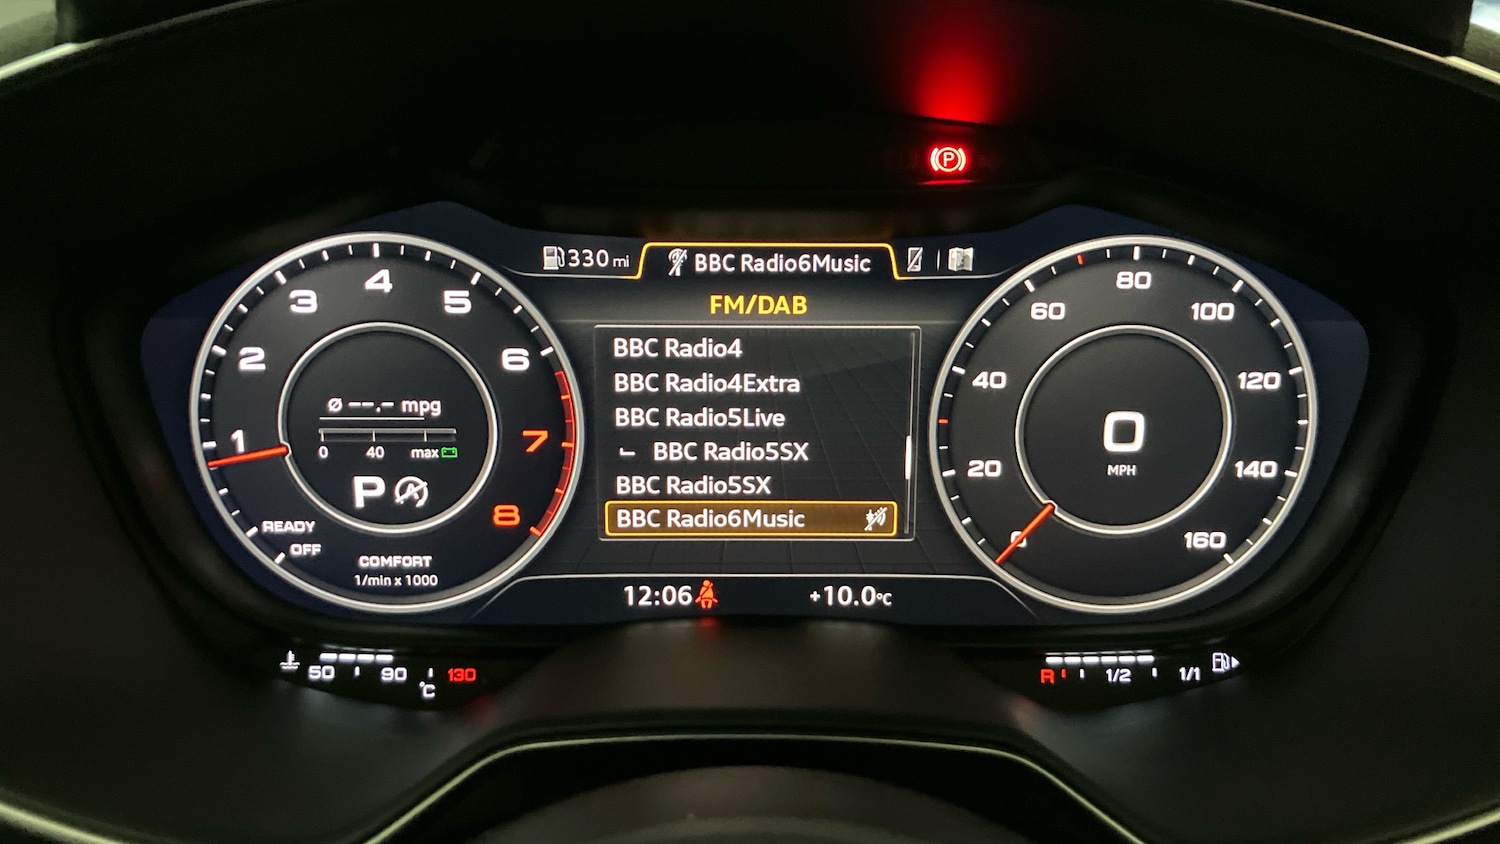 P
330 mi
BBC Radio6Music
FM/DAB
BBC Radio4
BBC Radio4Extra
BBC Radio5Live
BBC Radio5SX
BBC Radio5SX
BBC Radio6Music
12:06
+10.0°C
1
2
3
4
5
6
7
8
Ø --.- mpg
0 40 max
P A
READY
OFF
COMFORT
1/min x 1000
0
20
40
60
80
100
120
140
160
0
MPH
50 90 130
°C
R 1/2 1/1